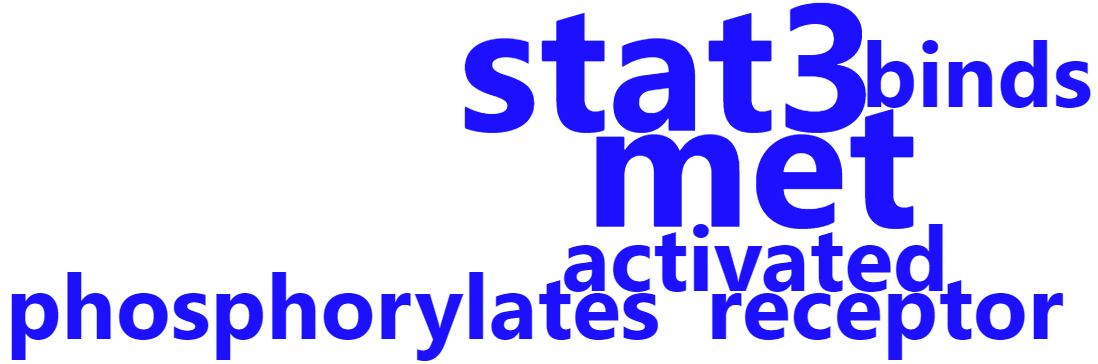 stat3 binds
met
activated
phosphorylates receptor